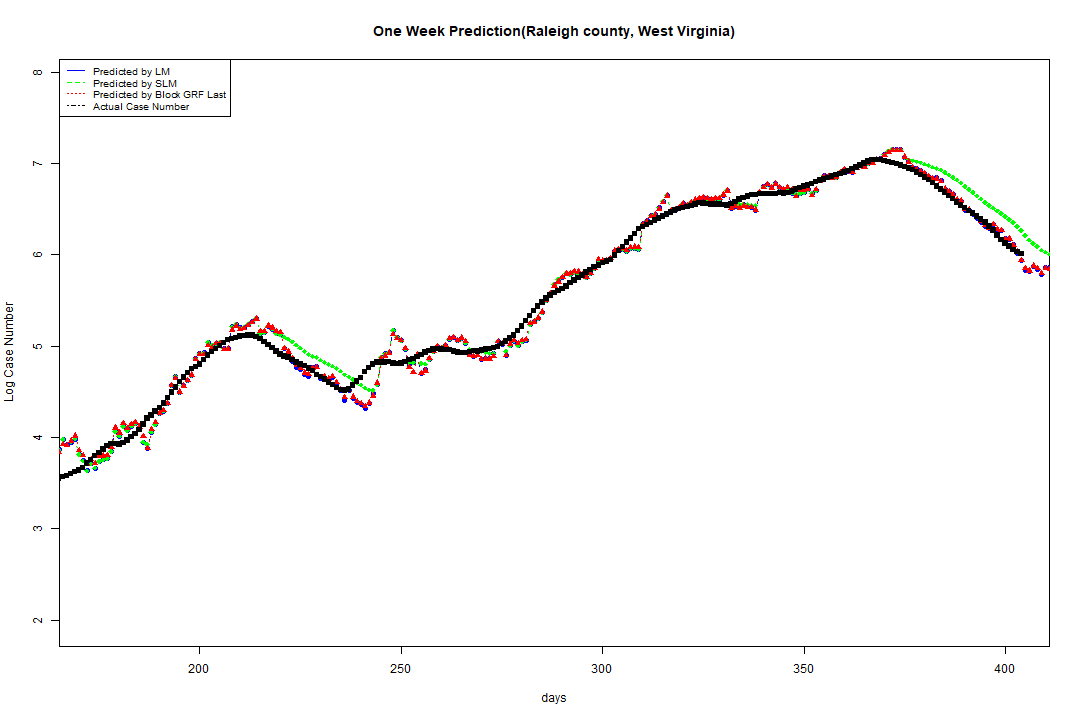 One Week Prediction(Raleigh county, West Virginia)
Predicted by LM
Predicted by SLM
Predicted by Block GRF Last
Actual Case Number
Log Case Number
8
7
6
5
4
3
2
200 250 300 350 400
days